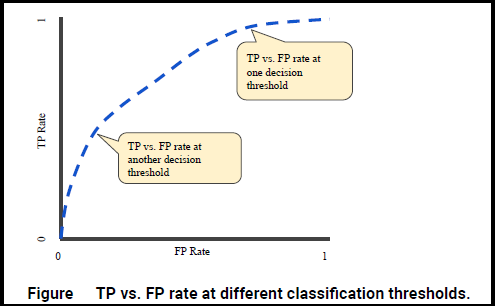 1
TP vs. FP rate at
one decision
threshold
TP Rate
TP vs. FP rate at
another decision
threshold
0
0
FP Rate
1
Figure TP vs. FP rate at different classification thresholds.